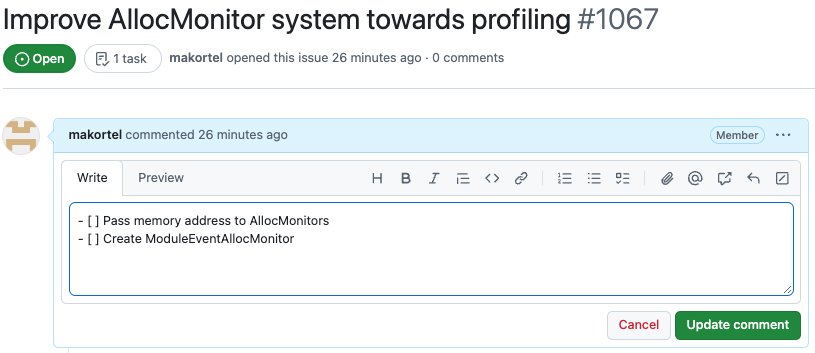 Improve AllocMonitor system towards profiling #1067
Open 1 task makortel opened this issue 26 minutes ago · 0 comments
makortel commented 26 minutes ago Member
Write Preview
- [ ] Pass memory address to AllocMonitors
- [ ] Create ModuleEventAllocMonitor
Cancel Update comment